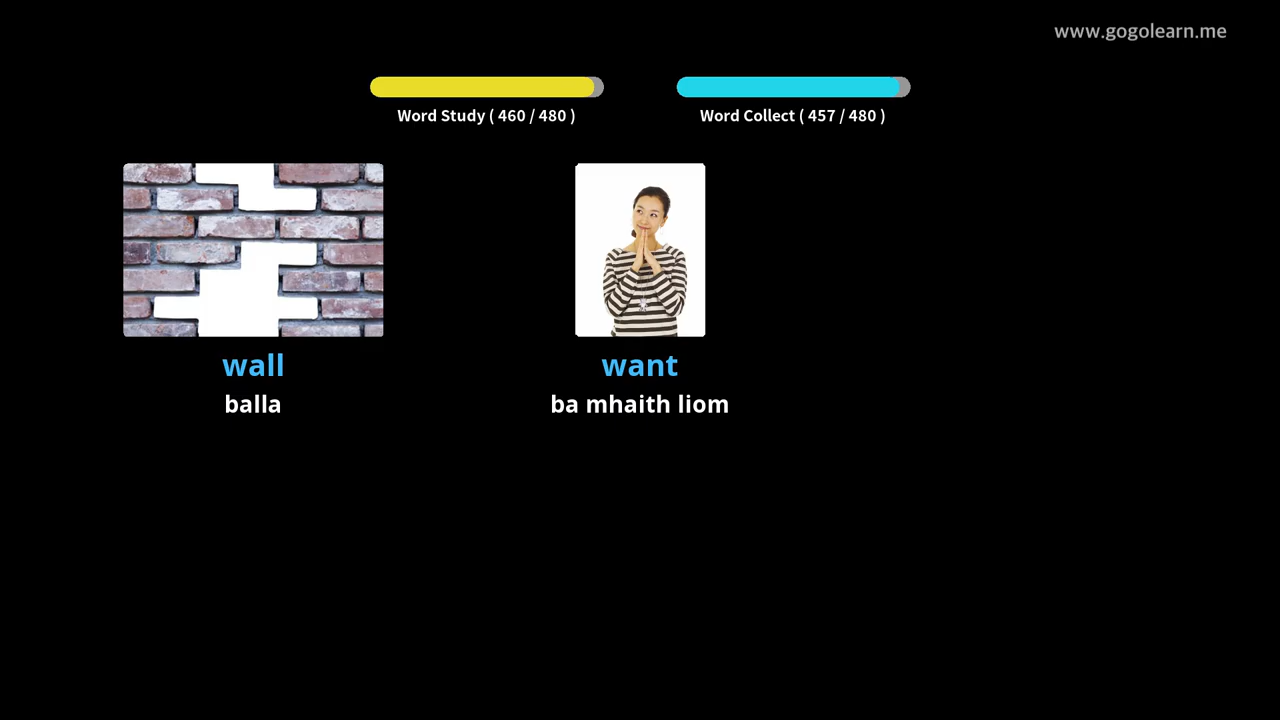 www.gogolearn.me
Word Study ( 460 / 480 )
Word Collect ( 457 / 480 )
wall
balla
want
ba mhaith liom